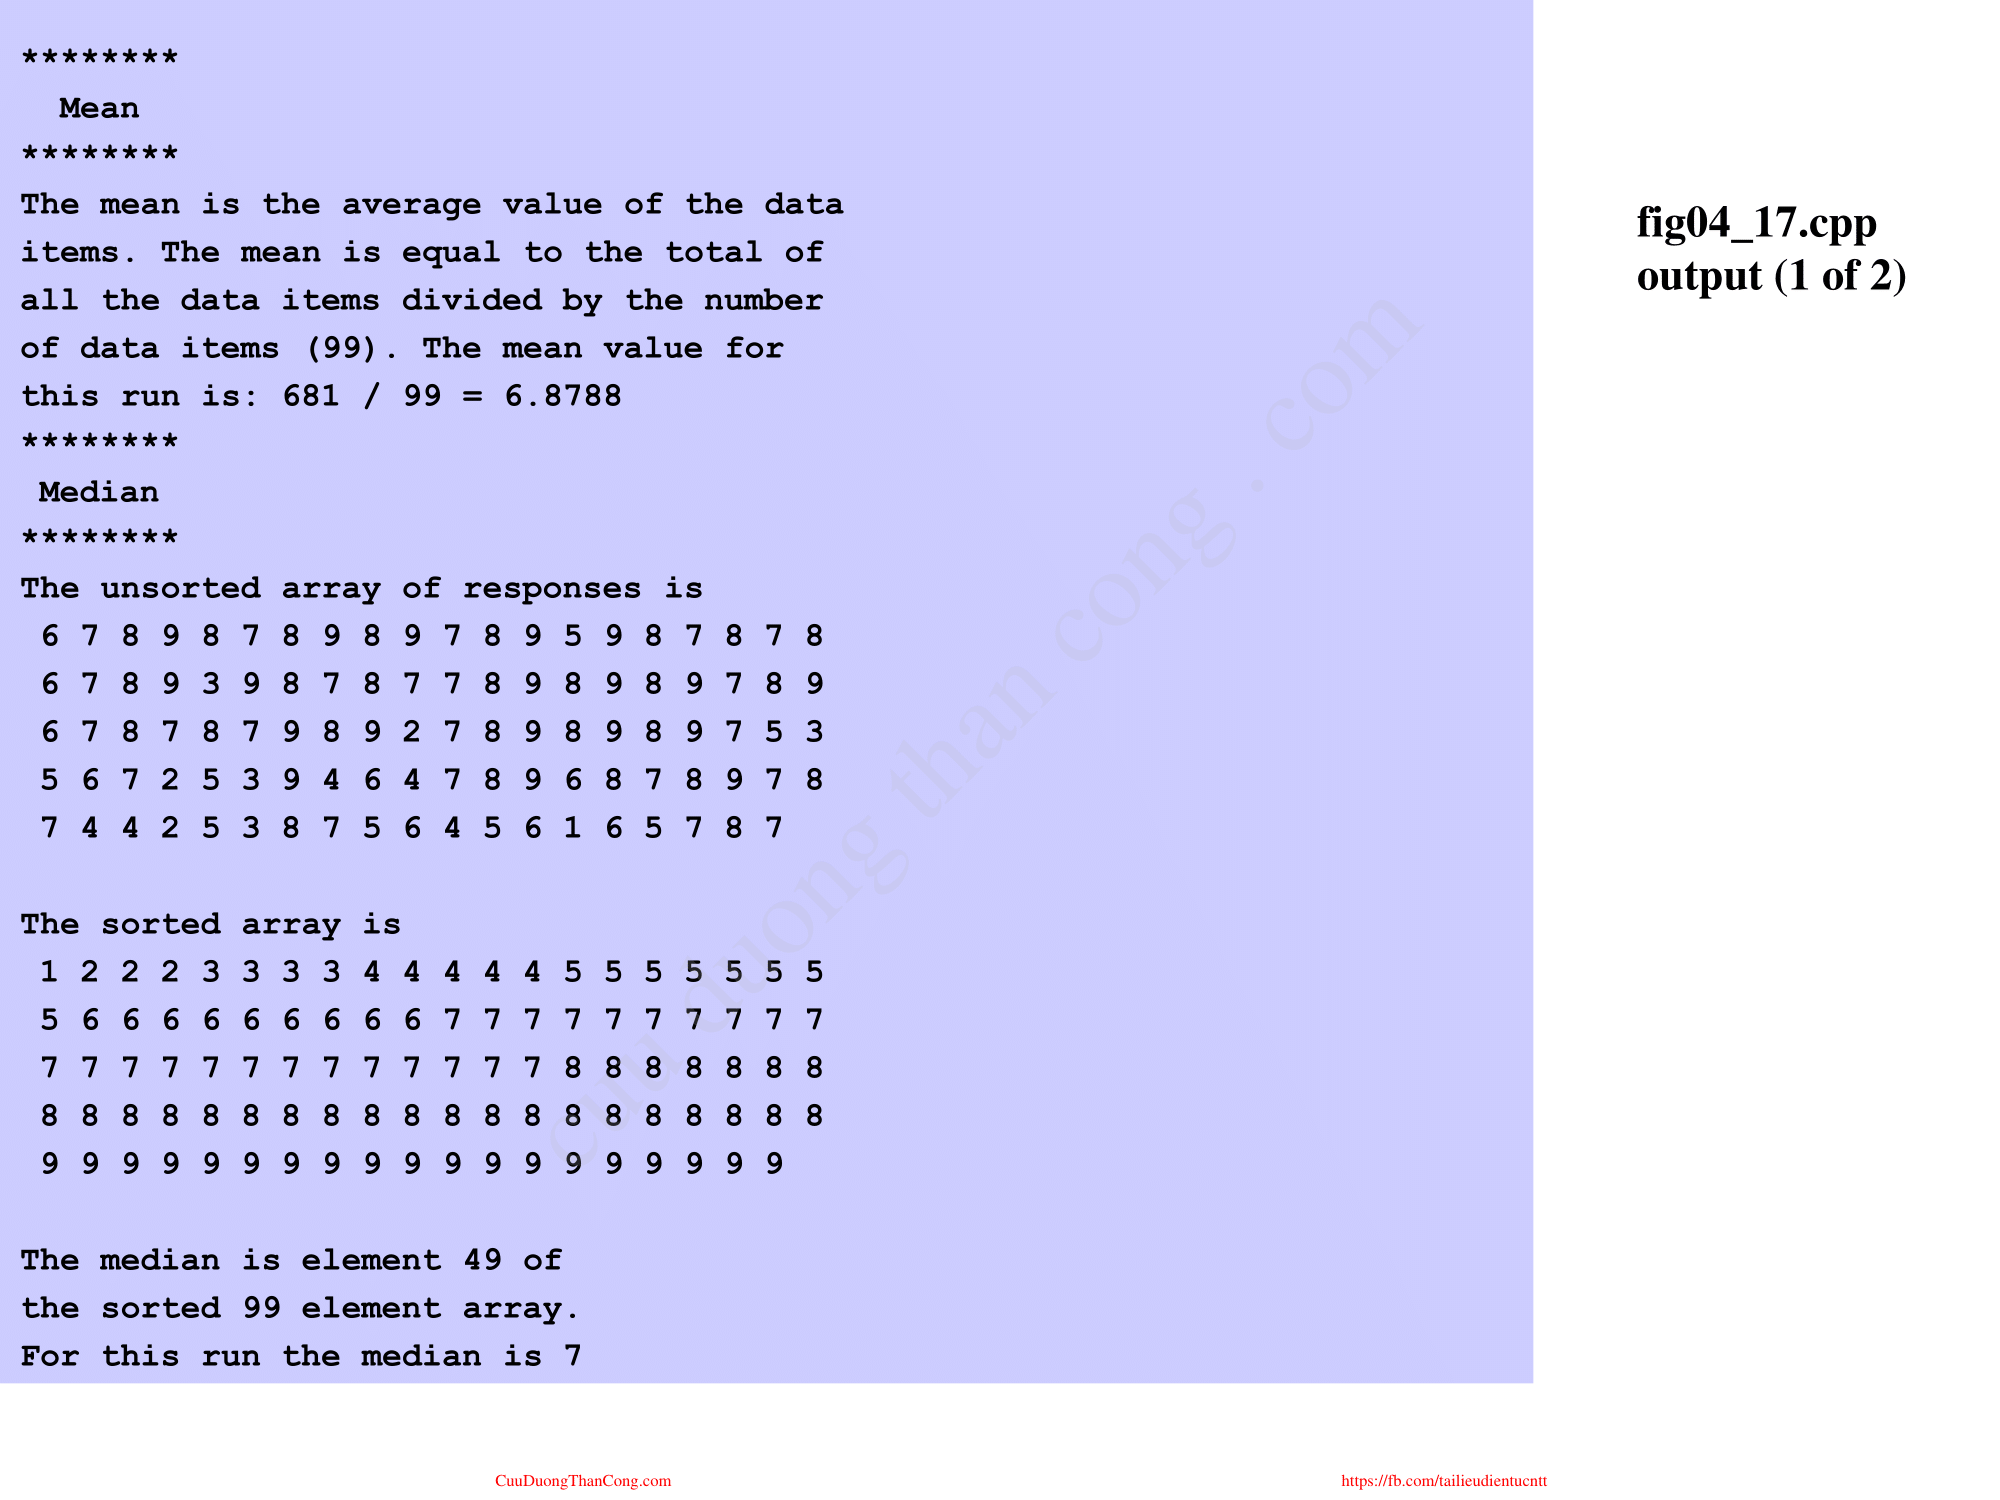 ********
Mean
********
The mean is the average value of the data
items. The mean is equal to the total of
all the data items divided by the number
of data items (99). The mean value for
this run is: 681 / 99 = 6.8788
********
Median
********
The unsorted array of responses is
6 7 8 9 8 7 8 9 8 9 7 8 9 5 9 8 7 8 7 8
6 7 8 9 3 9 8 7 8 7 7 8 9 8 9 8 9 7 8 9
6 7 8 7 8 7 9 8 9 2 7 8 9 8 9 8 9 7 5 3
5 6 7 2 5 3 9 4 6 4 7 8 9 6 8 7 8 9 7 8
7 4 4 2 5 3 8 7 5 6 4 5 6 1 6 5 7 8 7
The sorted array is
1 2 2 2 3 3 3 3 4 4 4 4 4 5 5 5 5 5 5 5
5 6 6 6 6 6 6 6 6 6 7 7 7 7 7 7 7 7 7 7
7 7 7 7 7 7 7 7 7 7 7 7 7 8 8 8 8 8 8 8
8 8 8 8 8 8 8 8 8 8 8 8 8 8 8 8 8 8 8 8
9 9 9 9 9 9 9 9 9 9 9 9 9 9 9 9 9 9 9
The median is element 49 of
the sorted 99 element array.
For this run the median is 7
fig04_17.cpp
output (1 of 2)
cuu duong than cong . com
CuuDuongThanCong.com
https://fb.com/tailieudientucntt